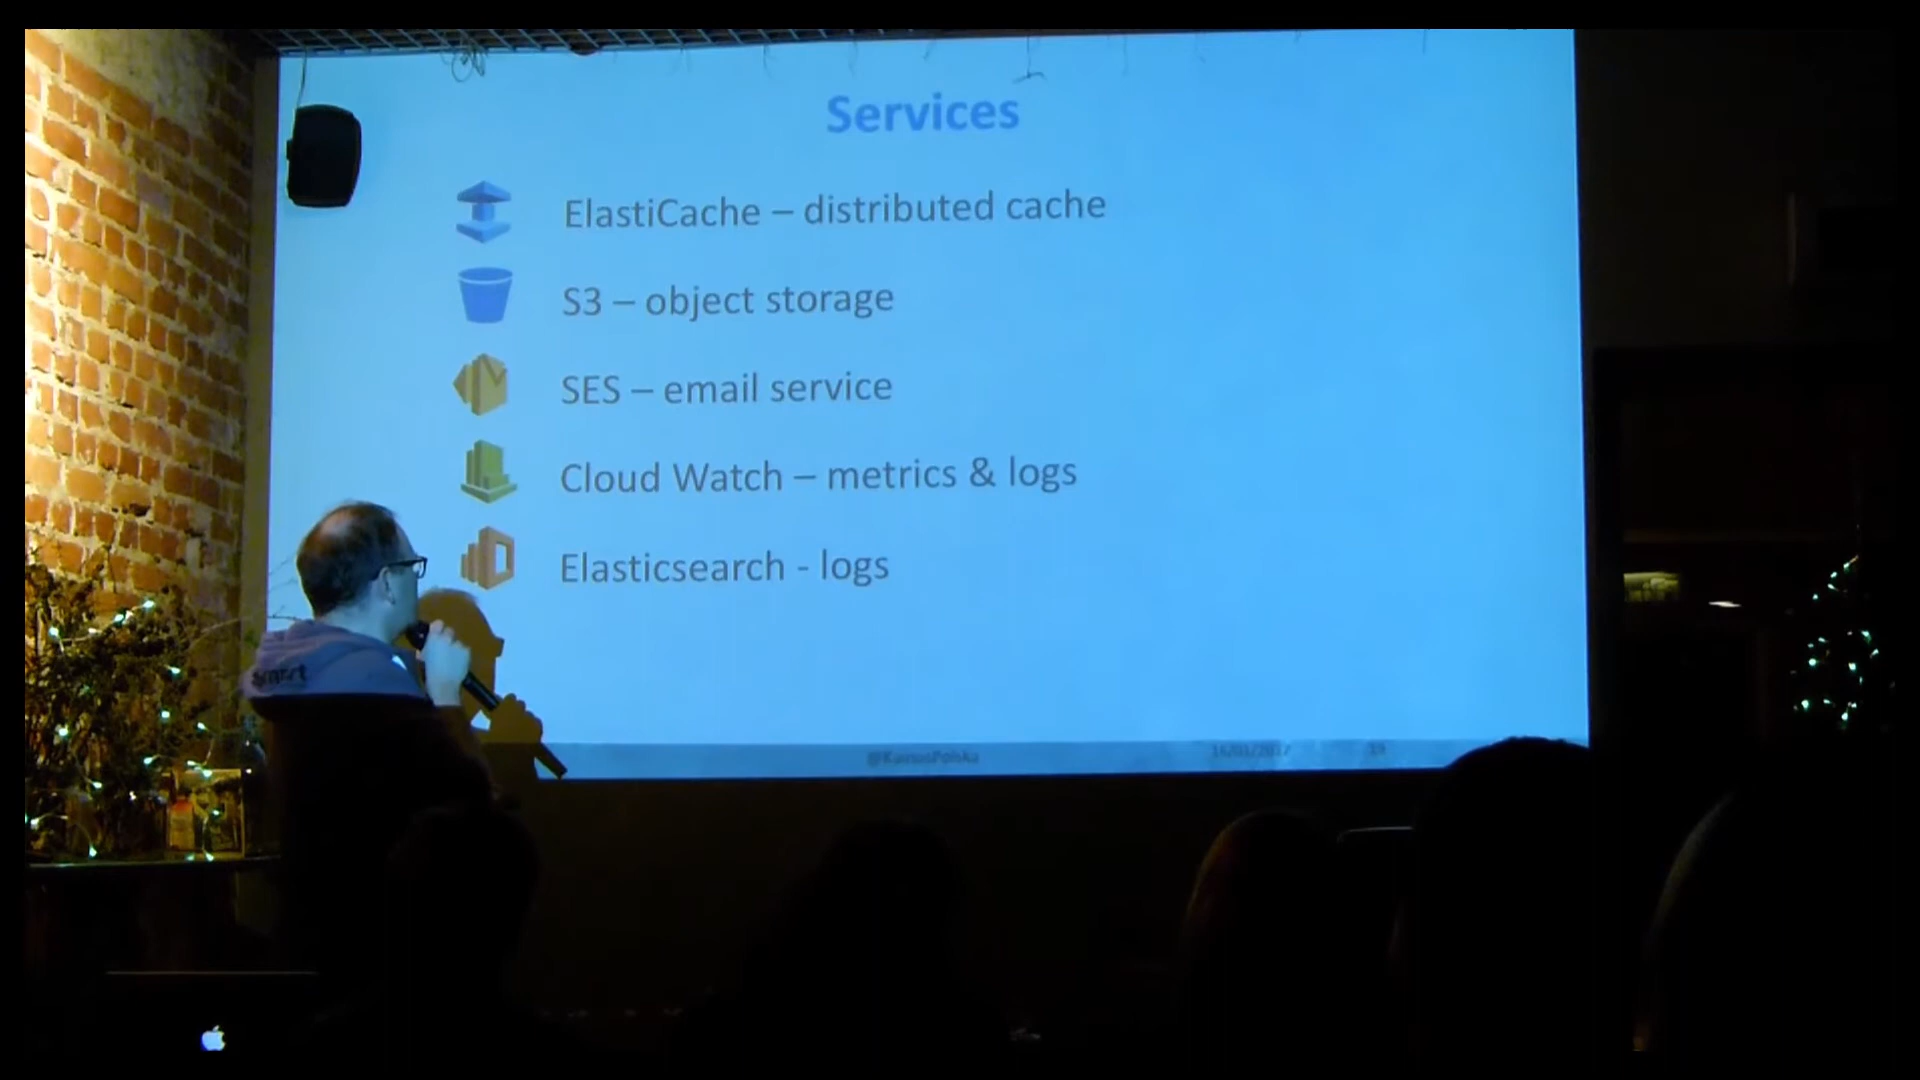 Services
ElastiCache – distributed cache
S3 – object storage
SES – email service
Cloud Watch – metrics & logs
Elasticsearch - logs